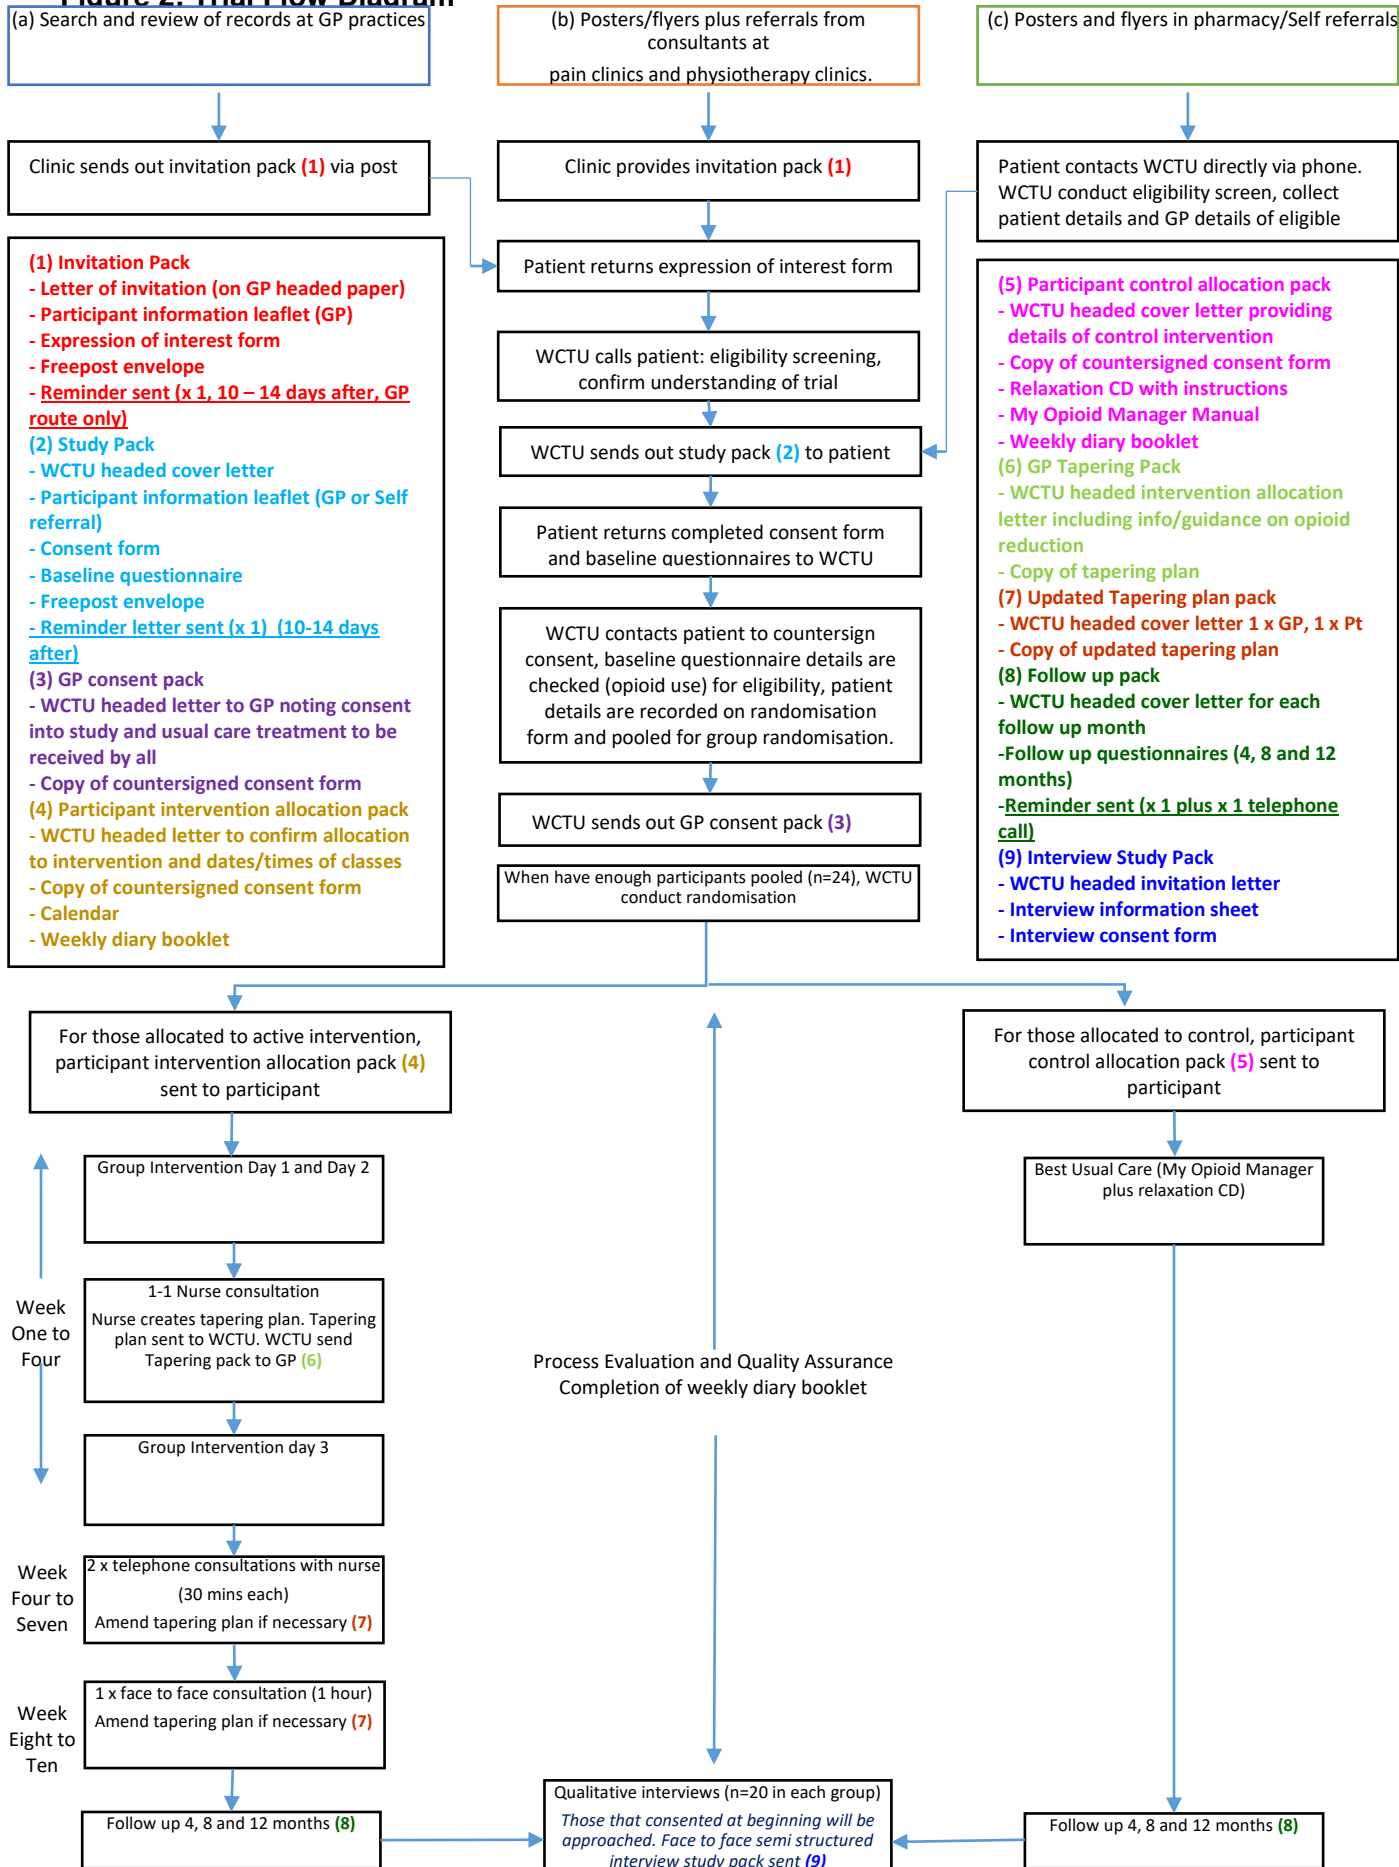 Figure 2: Trial Flow Diagram
(a) Search and review of records at GP practices
(b) Posters/flyers plus referrals from
consultants at
pain clinics and physiotherapy clinics.
(c) Posters and flyers in pharmacy/Self referrals
Clinic sends out invitation pack (1) via post
Clinic provides invitation pack (1)
Patient contacts WCTU directly via phone.
WCTU conduct eligibility screen, collect
patient details and GP details of eligible
(1) Invitation Pack
- Letter of invitation (on GP headed paper)
- Participant information leaflet (GP)
- Expression of interest form
- Freepost envelope
- Reminder sent (x 1, 10 – 14 days after, GP
route only)
(2) Study Pack
- WCTU headed cover letter
- Participant information leaflet (GP or Self
referral)
- Consent form
- Baseline questionnaire
- Freepost envelope
- Reminder letter sent (x 1) (10-14 days
after)
(3) GP consent pack
- WCTU headed letter to GP noting consent
into study and usual care treatment to be
received by all
- Copy of countersigned consent form
(4) Participant intervention allocation pack
- WCTU headed letter to confirm allocation
to intervention and dates/times of classes
- Copy of countersigned consent form
- Calendar
- Weekly diary booklet
Patient returns expression of interest form
WCTU calls patient: eligibility screening,
confirm understanding of trial
WCTU sends out study pack (2) to patient
Patient returns completed consent form
and baseline questionnaires to WCTU
WCTU contacts patient to countersign
consent, baseline questionnaire details are
checked (opioid use) for eligibility, patient
details are recorded on randomisation
form and pooled for group randomisation.
WCTU sends out GP consent pack (3)
When have enough participants pooled (n=24), WCTU
conduct randomisation
(5) Participant control allocation pack
- WCTU headed cover letter providing
details of control intervention
- Copy of countersigned consent form
- Relaxation CD with instructions
- My Opioid Manager Manual
- Weekly diary booklet
(6) GP Tapering Pack
- WCTU headed intervention allocation
letter including info/guidance on opioid
reduction
- Copy of tapering plan
(7) Updated Tapering plan pack
- WCTU headed cover letter 1 x GP, 1 x Pt
- Copy of updated tapering plan
(8) Follow up pack
- WCTU headed cover letter for each
follow up month
-Follow up questionnaires (4, 8 and 12
months)
-Reminder sent (x 1 plus x 1 telephone
call)
(9) Interview Study Pack
- WCTU headed invitation letter
- Interview information sheet
- Interview consent form
For those allocated to active intervention,
participant intervention allocation pack (4)
sent to participant
For those allocated to control, participant
control allocation pack (5) sent to
participant
Group Intervention Day 1 and Day 2
Best Usual Care (My Opioid Manager
plus relaxation CD)
Week
One to
Four
1-1 Nurse consultation
Nurse creates tapering plan. Tapering
plan sent to WCTU. WCTU send
Tapering pack to GP (6)
Process Evaluation and Quality Assurance
Completion of weekly diary booklet
Group Intervention day 3
Week
Four to
Seven
2 x telephone consultations with nurse
(30 mins each)
Amend tapering plan if necessary (7)
Week
Eight to
Ten
1 x face to face consultation (1 hour)
Amend tapering plan if necessary (7)
Follow up 4, 8 and 12 months (8)
Qualitative interviews (n=20 in each group)
Those that consented at beginning will be
approached. Face to face semi structured
interview study pack sent (9)
Follow up 4, 8 and 12 months (8)